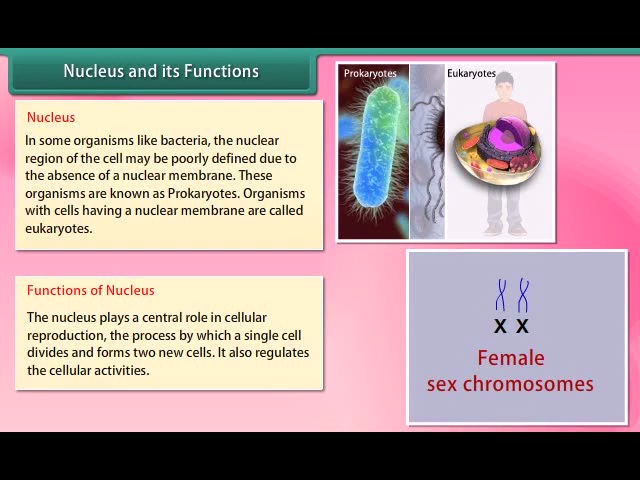 Nucleus and its Functions
Nucleus
In some organisms like bacteria, the nuclear
region of the cell may be poorly defined due to
the absence of a nuclear membrane. These
organisms are known as Prokaryotes. Organisms
with cells having a nuclear membrane are called
eukaryotes.
Prokaryotes
Eukaryotes
Functions of Nucleus
The nucleus plays a central role in cellular
reproduction, the process by which a single cell
divides and forms two new cells. It also regulates
the cellular activities.
X X
Female
sex chromosomes